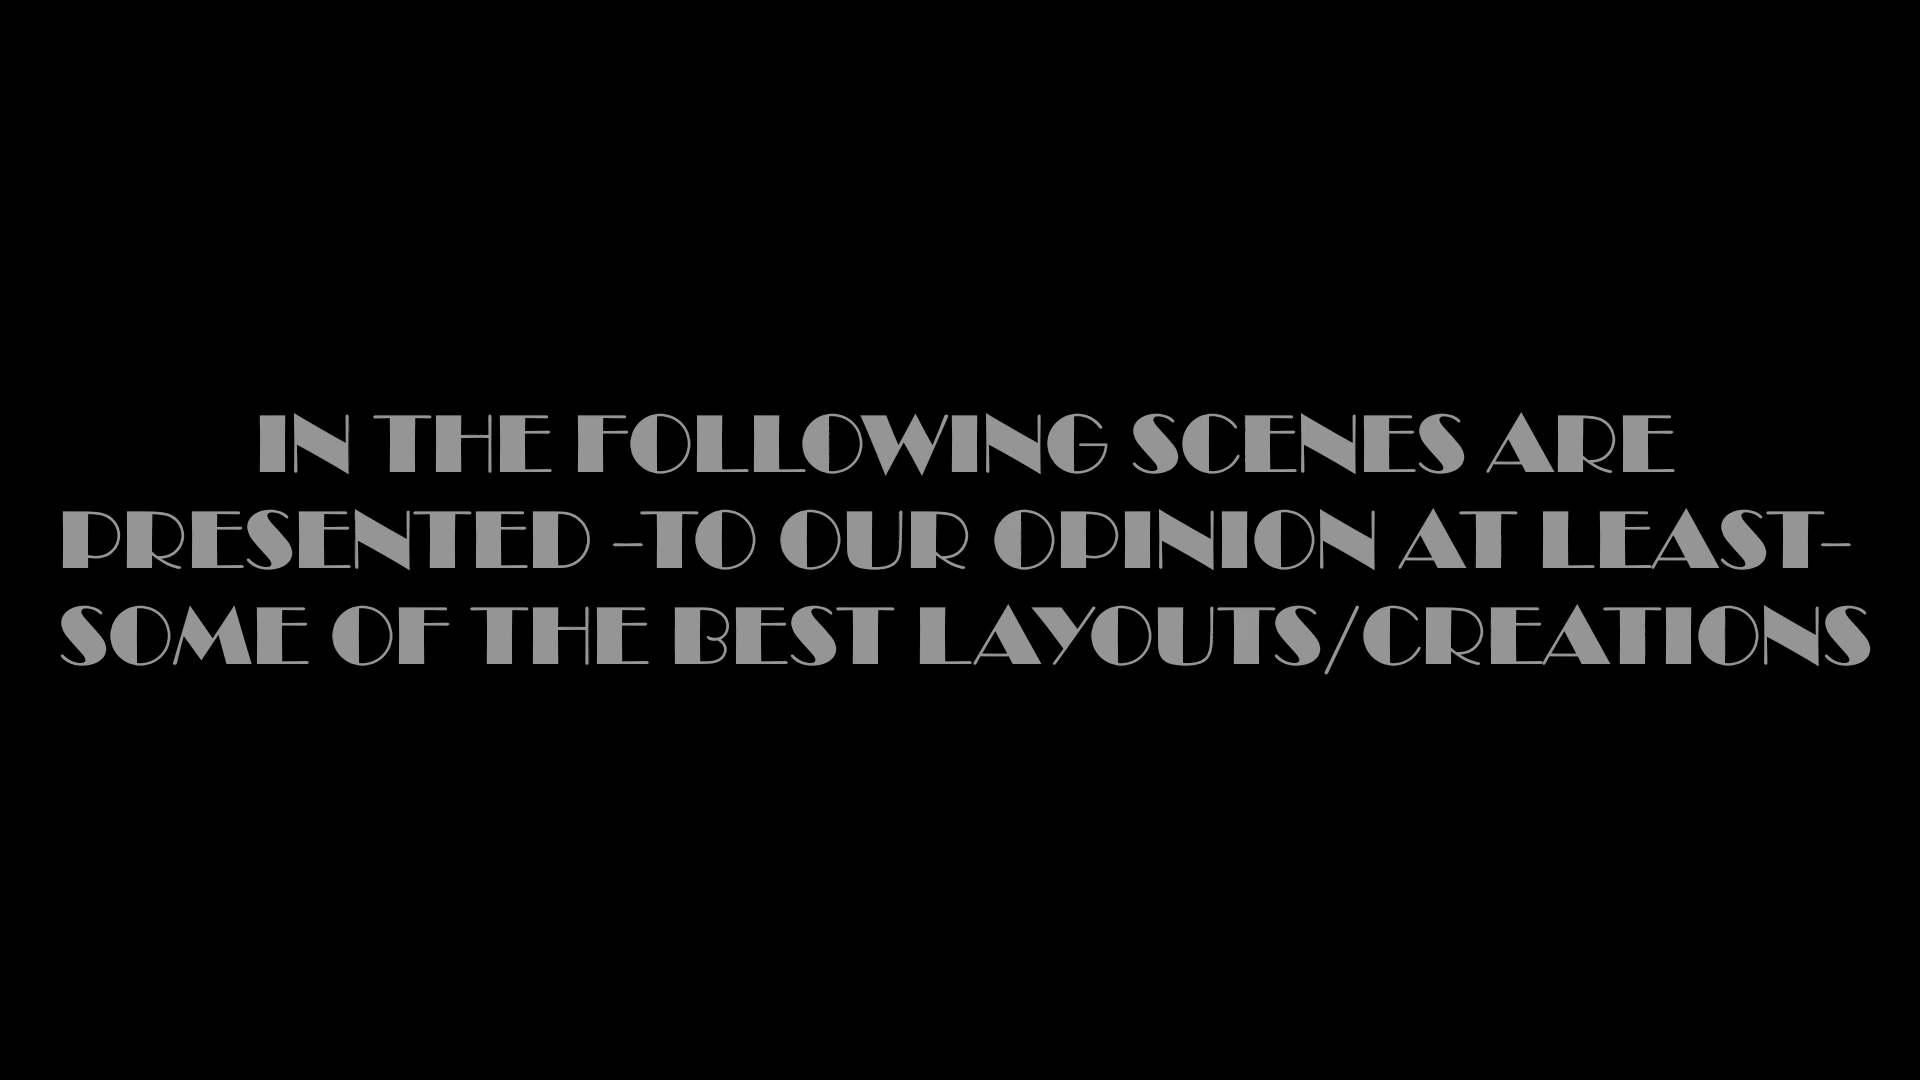 IN THE FOLLOWING SCENES ARE
PRESENTED -TO OUR OPINION AT LEAST-
SOME OF THE BEST LAYOUTS/CREATIONS